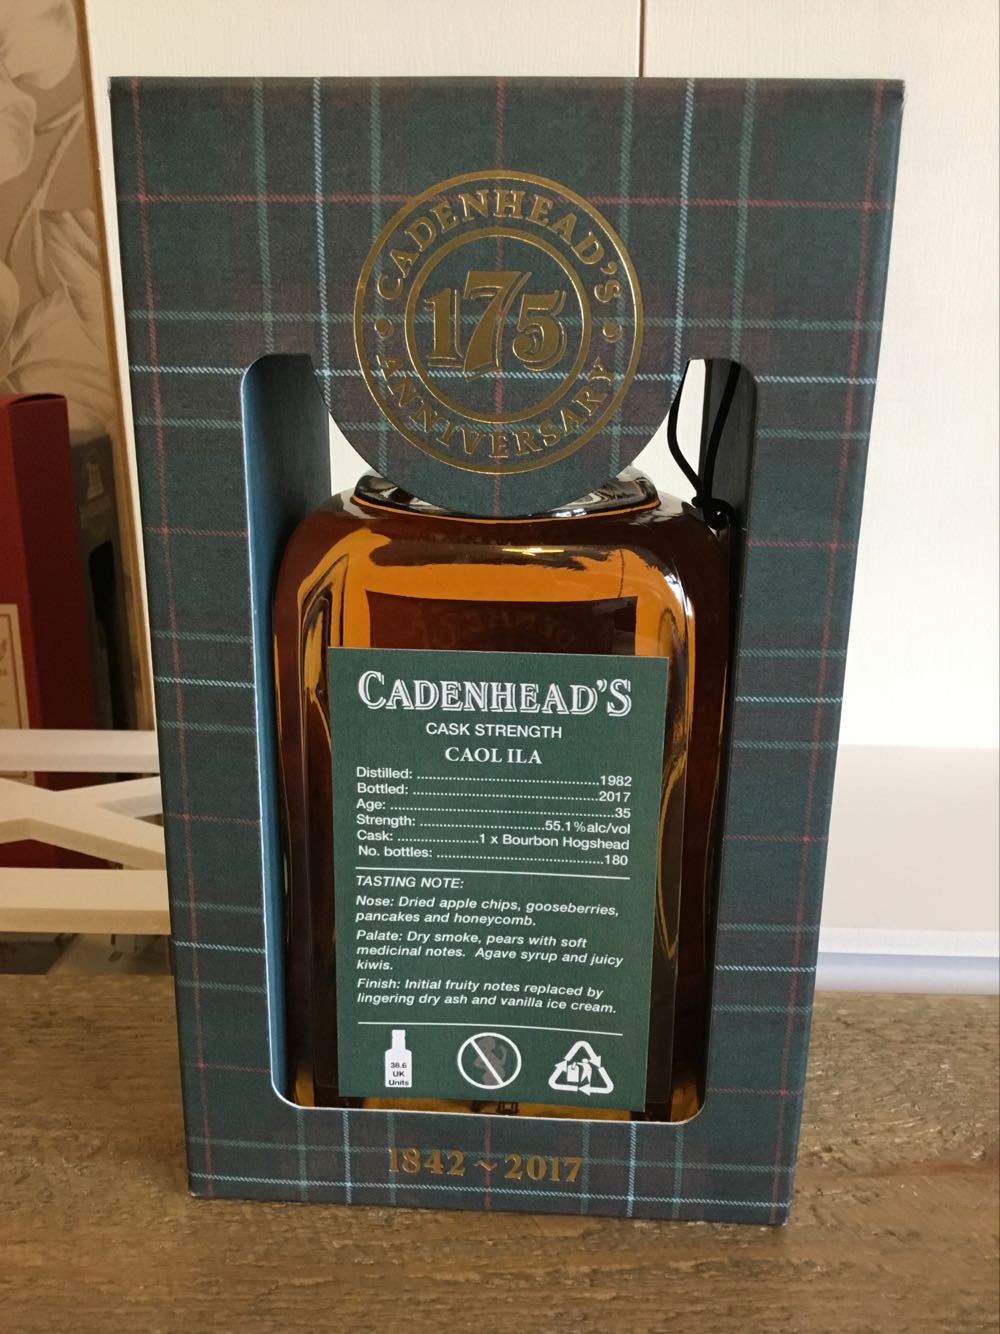 CADENHEAD'S
175
ANNIVERSARY
CADENHEAD'S
CASK STRENGTH
CAOL ILA
Distilled: ..........................................1982
Bottled: ...........................................2017
Age: .....................................................35
Strength: ............................55.1%alc/vol
Cask: ...................1 x Bourbon Hogshead
No. bottles: .......................................180
TASTING NOTE:
Nose: Dried apple chips, gooseberries,
pancakes and honeycomb.
Palate: Dry smoke, pears with soft
medicinal notes. Agave syrup and juicy
kiwis.
Finish: Initial fruity notes replaced by
lingering dry ash and vanilla ice cream.
38.6
UK
Units
1842 ~ 2017